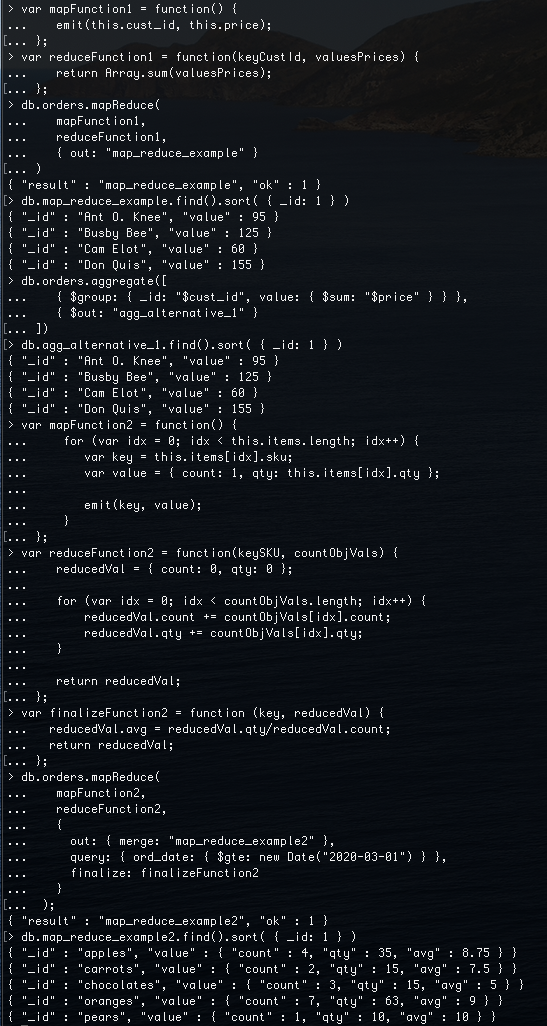 > var mapFunction1 = function() {
...    emit(this.cust_id, this.price);
[... };
> var reduceFunction1 = function(keyCustId, valuesPrices) {
...    return Array.sum(valuesPrices);
[... };
> db.orders.mapReduce(
...    mapFunction1,
...    reduceFunction1,
...    { out: "map_reduce_example" }
[... )
{ "result" : "map_reduce_example", "ok" : 1 }
[> db.map_reduce_example.find().sort( { _id: 1 } )
{ "_id" : "Ant O. Knee", "value" : 95 }
{ "_id" : "Busby Bee", "value" : 125 }
{ "_id" : "Cam Elot", "value" : 60 }
{ "_id" : "Don Quis", "value" : 155 }
> db.orders.aggregate([
...    { $group: { _id: "$cust_id", value: { $sum: "$price" } } },
...    { $out: "agg_alternative_1" }
[... ])
[> db.agg_alternative_1.find().sort( { _id: 1 } )
{ "_id" : "Ant O. Knee", "value" : 95 }
{ "_id" : "Busby Bee", "value" : 125 }
{ "_id" : "Cam Elot", "value" : 60 }
{ "_id" : "Don Quis", "value" : 155 }
> var mapFunction2 = function() {
...     for (var idx = 0; idx < this.items.length; idx++) {
...        var key = this.items[idx].sku;
...        var value = { count: 1, qty: this.items[idx].qty };
...
...        emit(key, value);
...     }
[... };
> var reduceFunction2 = function(keySKU, countObjVals) {
...    reducedVal = { count: 0, qty: 0 };
...
...    for (var idx = 0; idx < countObjVals.length; idx++) {
...        reducedVal.count += countObjVals[idx].count;
...        reducedVal.qty += countObjVals[idx].qty;
...    }
...
...    return reducedVal;
[... };
> var finalizeFunction2 = function (key, reducedVal) {
...   reducedVal.avg = reducedVal.qty/reducedVal.count;
...   return reducedVal;
[... };
> db.orders.mapReduce(
...    mapFunction2,
...    reduceFunction2,
...    {
...      out: { merge: "map_reduce_example2" },
...      query: { ord_date: { $gte: new Date("2020-03-01") } },
...      finalize: finalizeFunction2
...    }
[...  );
{ "result" : "map_reduce_example2", "ok" : 1 }
[> db.map_reduce_example2.find().sort( { _id: 1 } )
{ "_id" : "apples", "value" : { "count" : 4, "qty" : 35, "avg" : 8.75 } }
{ "_id" : "carrots", "value" : { "count" : 2, "qty" : 15, "avg" : 7.5 } }
{ "_id" : "chocolates", "value" : { "count" : 3, "qty" : 15, "avg" : 5 } }
{ "_id" : "oranges", "value" : { "count" : 7, "qty" : 63, "avg" : 9 } }
{ "_id" : "pears", "value" : { "count" : 1, "qty" : 10, "avg" : 10 } }